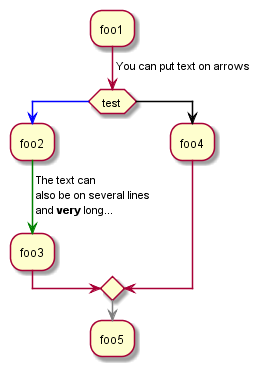 foo1
You can put text on arrows
test
foo2
foo4
The text can
also be on several lines
and very long...
foo3
foo5